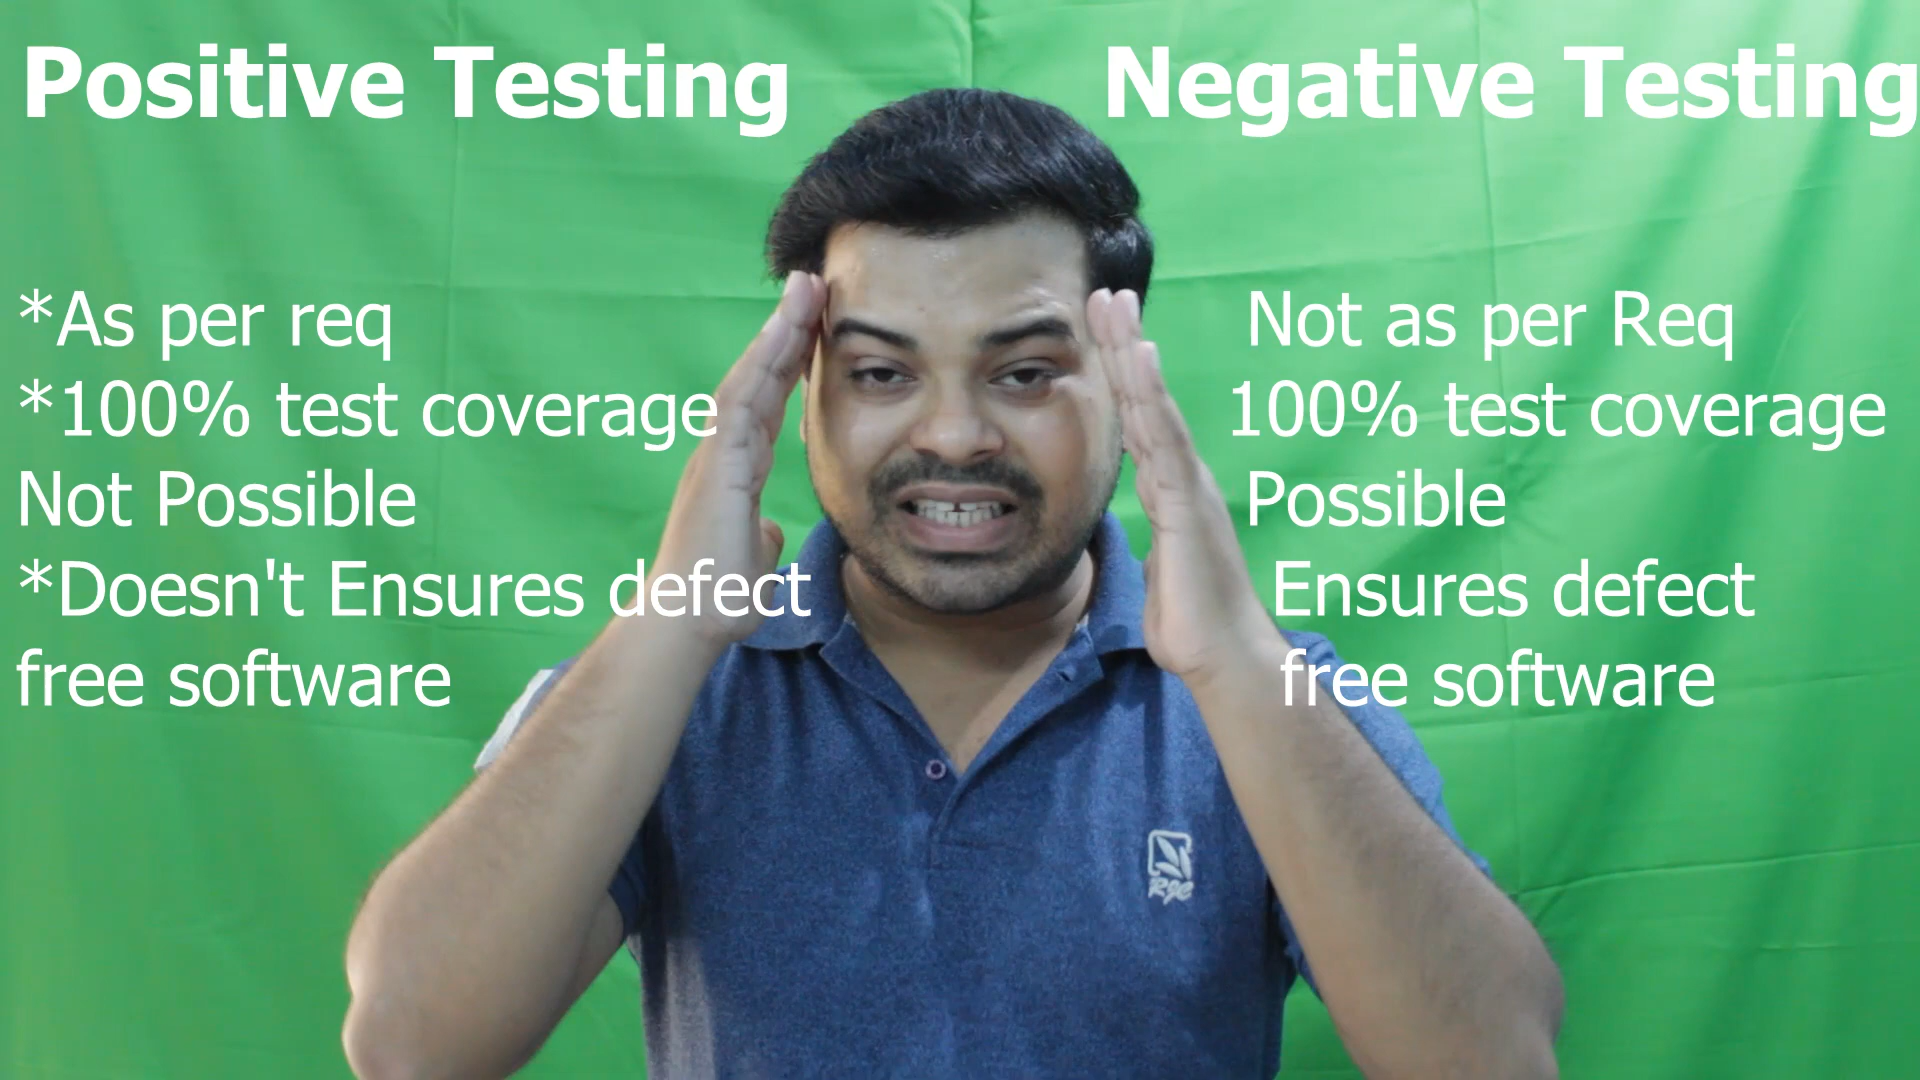 Positive Testing
*As per req
*100% test coverage
Not Possible
*Doesn't Ensures defect
free software
Negative Testing
Not as per Req
100% test coverage
Possible
Ensures defect
free software
RJC